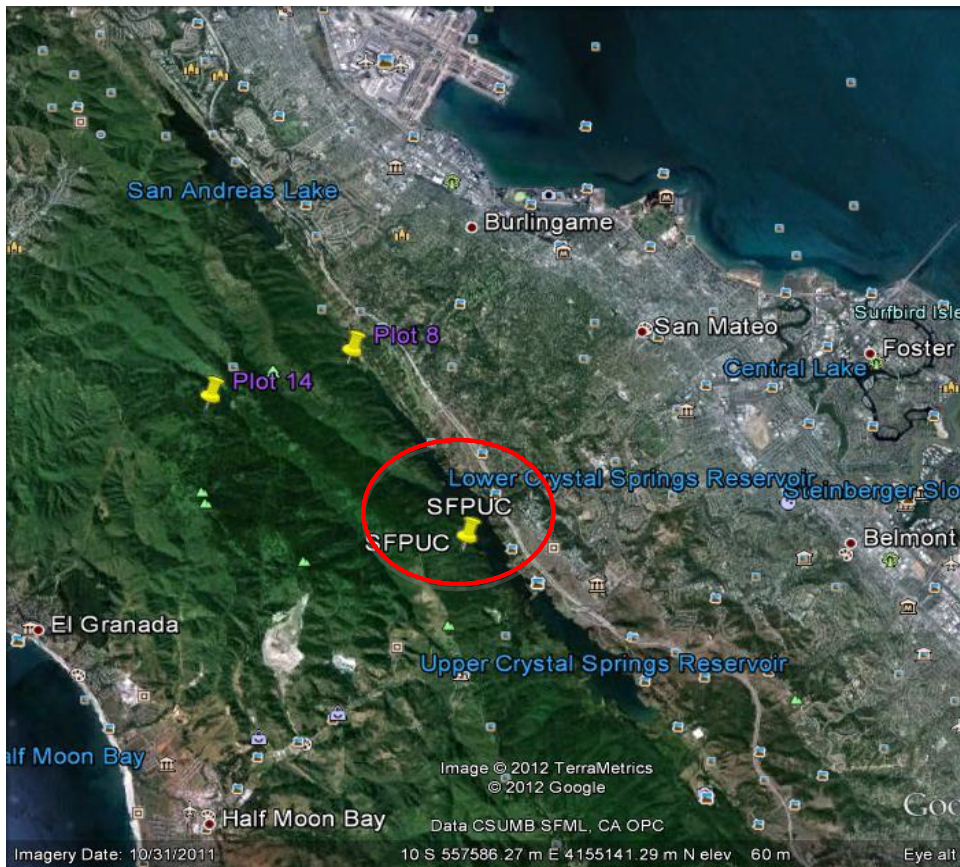 San Andreas Lake
Burlingame
Surfbird Isle
San Mateo
Plot 8
Foster
Central Lake
Plot 14
Lower Crystal Springs Reservoir
Steinberger Slo
SFPUC
SFPUC
Belmont
El Granada
Upper Crystal Springs Reservoir
alf Moon Bay
Image © 2012 TerraMetrics
© 2012 Google
Goo
Half Moon Bay
Data CSUMB SFML, CA OPC
Imagery Date: 10/31/2011
10 S 557586.27 m E 4155141.29 m N elev 60 m
Eye alt